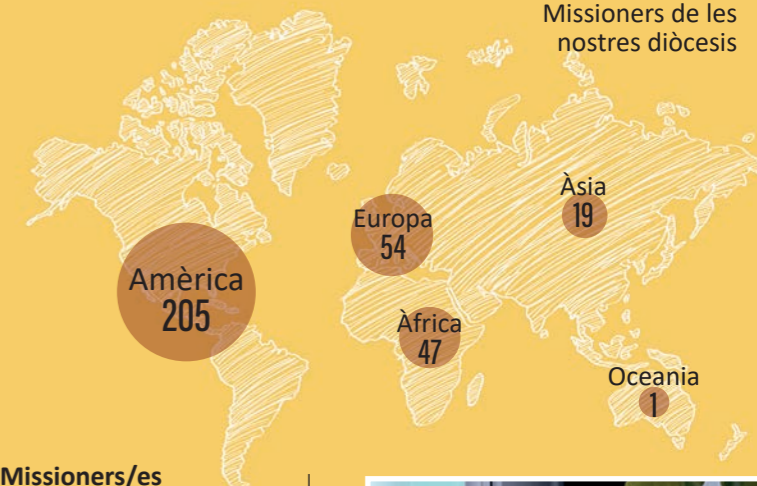 Missioners de les
nostres diòcesis
Àsia
19
Europa
54
Amèrica
205
Àfrica
47
Oceania
1
Missioners/es